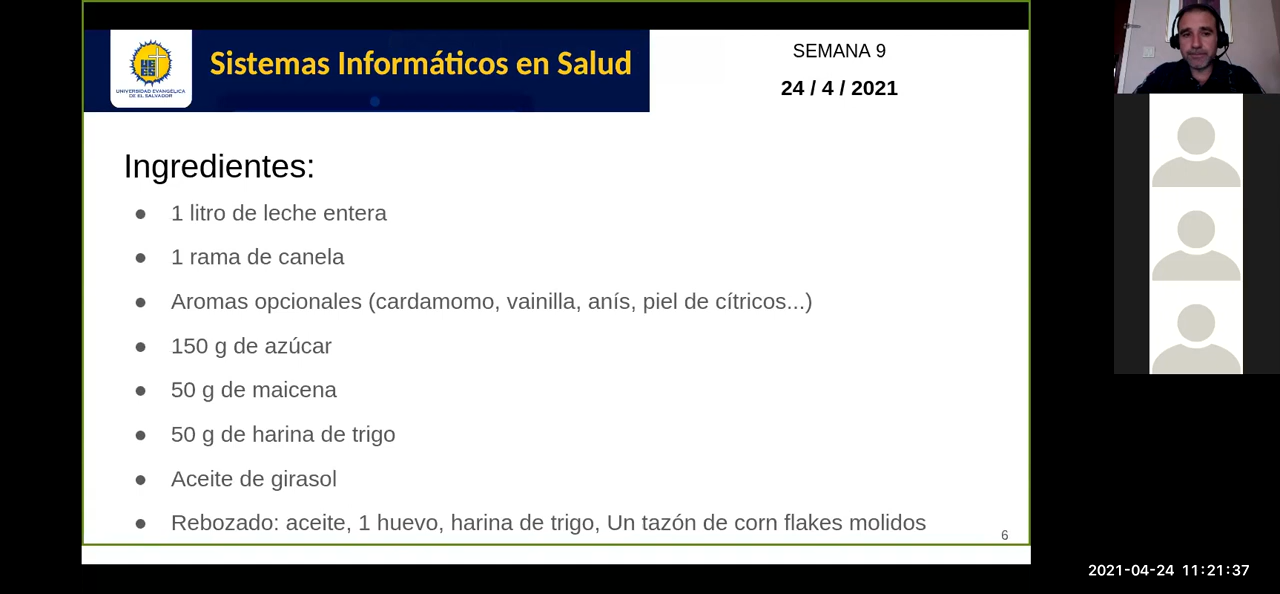 Sistemas Informáticos en Salud
UEES
UNIVERSIDAD EVANGÉLICA
DE EL SALVADOR
SEMANA 9
24 / 4 / 2021
Ingredientes:
● 1 litro de leche entera
● 1 rama de canela
● Aromas opcionales (cardamomo, vainilla, anís, piel de cítricos...)
● 150 g de azúcar
● 50 g de maicena
● 50 g de harina de trigo
● Aceite de girasol
● Rebozado: aceite, 1 huevo, harina de trigo, Un tazón de corn flakes molidos
6
2021-04-24 11:21:37